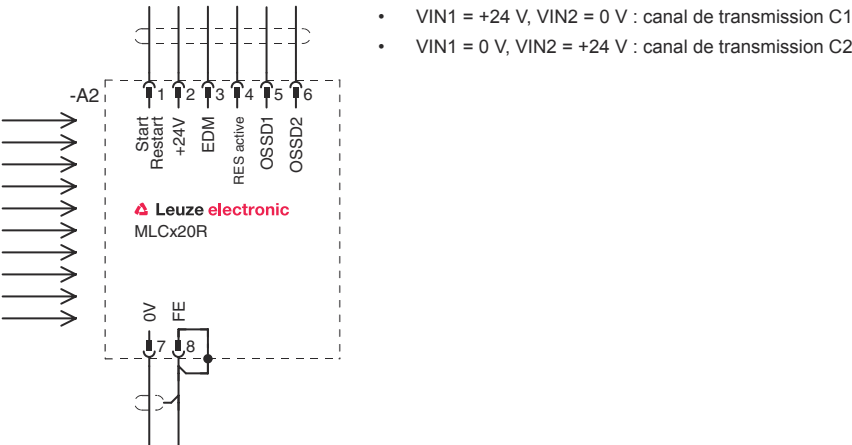 • VIN1 = +24 V, VIN2 = 0 V : canal de transmission C1
• VIN1 = 0 V, VIN2 = +24 V : canal de transmission C2
-A2
1 2 3 4 5 6
Start
Restart
+24V
EDM
RES active
OSSD1
OSSD2
Leuze electronic
MLCx20R
0V
FE
7 8